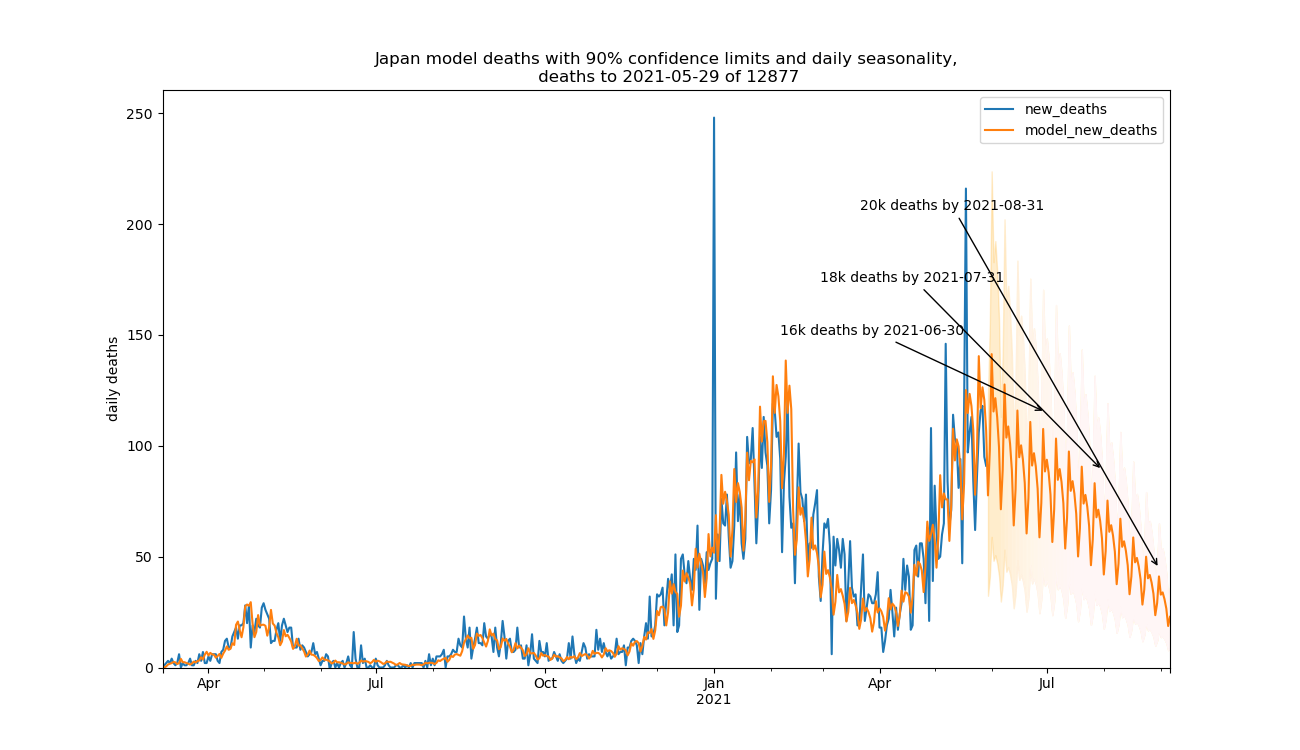 Japan model deaths with 90% confidence limits and daily seasonality,
deaths to 2021-05-29 of 12877
new_deaths
model_new_deaths
20k deaths by 2021-08-31
18k deaths by 2021-07-31
16k deaths by 2021-06-30
daily deaths
250
200
150
100
50
0
Apr
Jul
Oct
Jan
2021
Apr
Jul